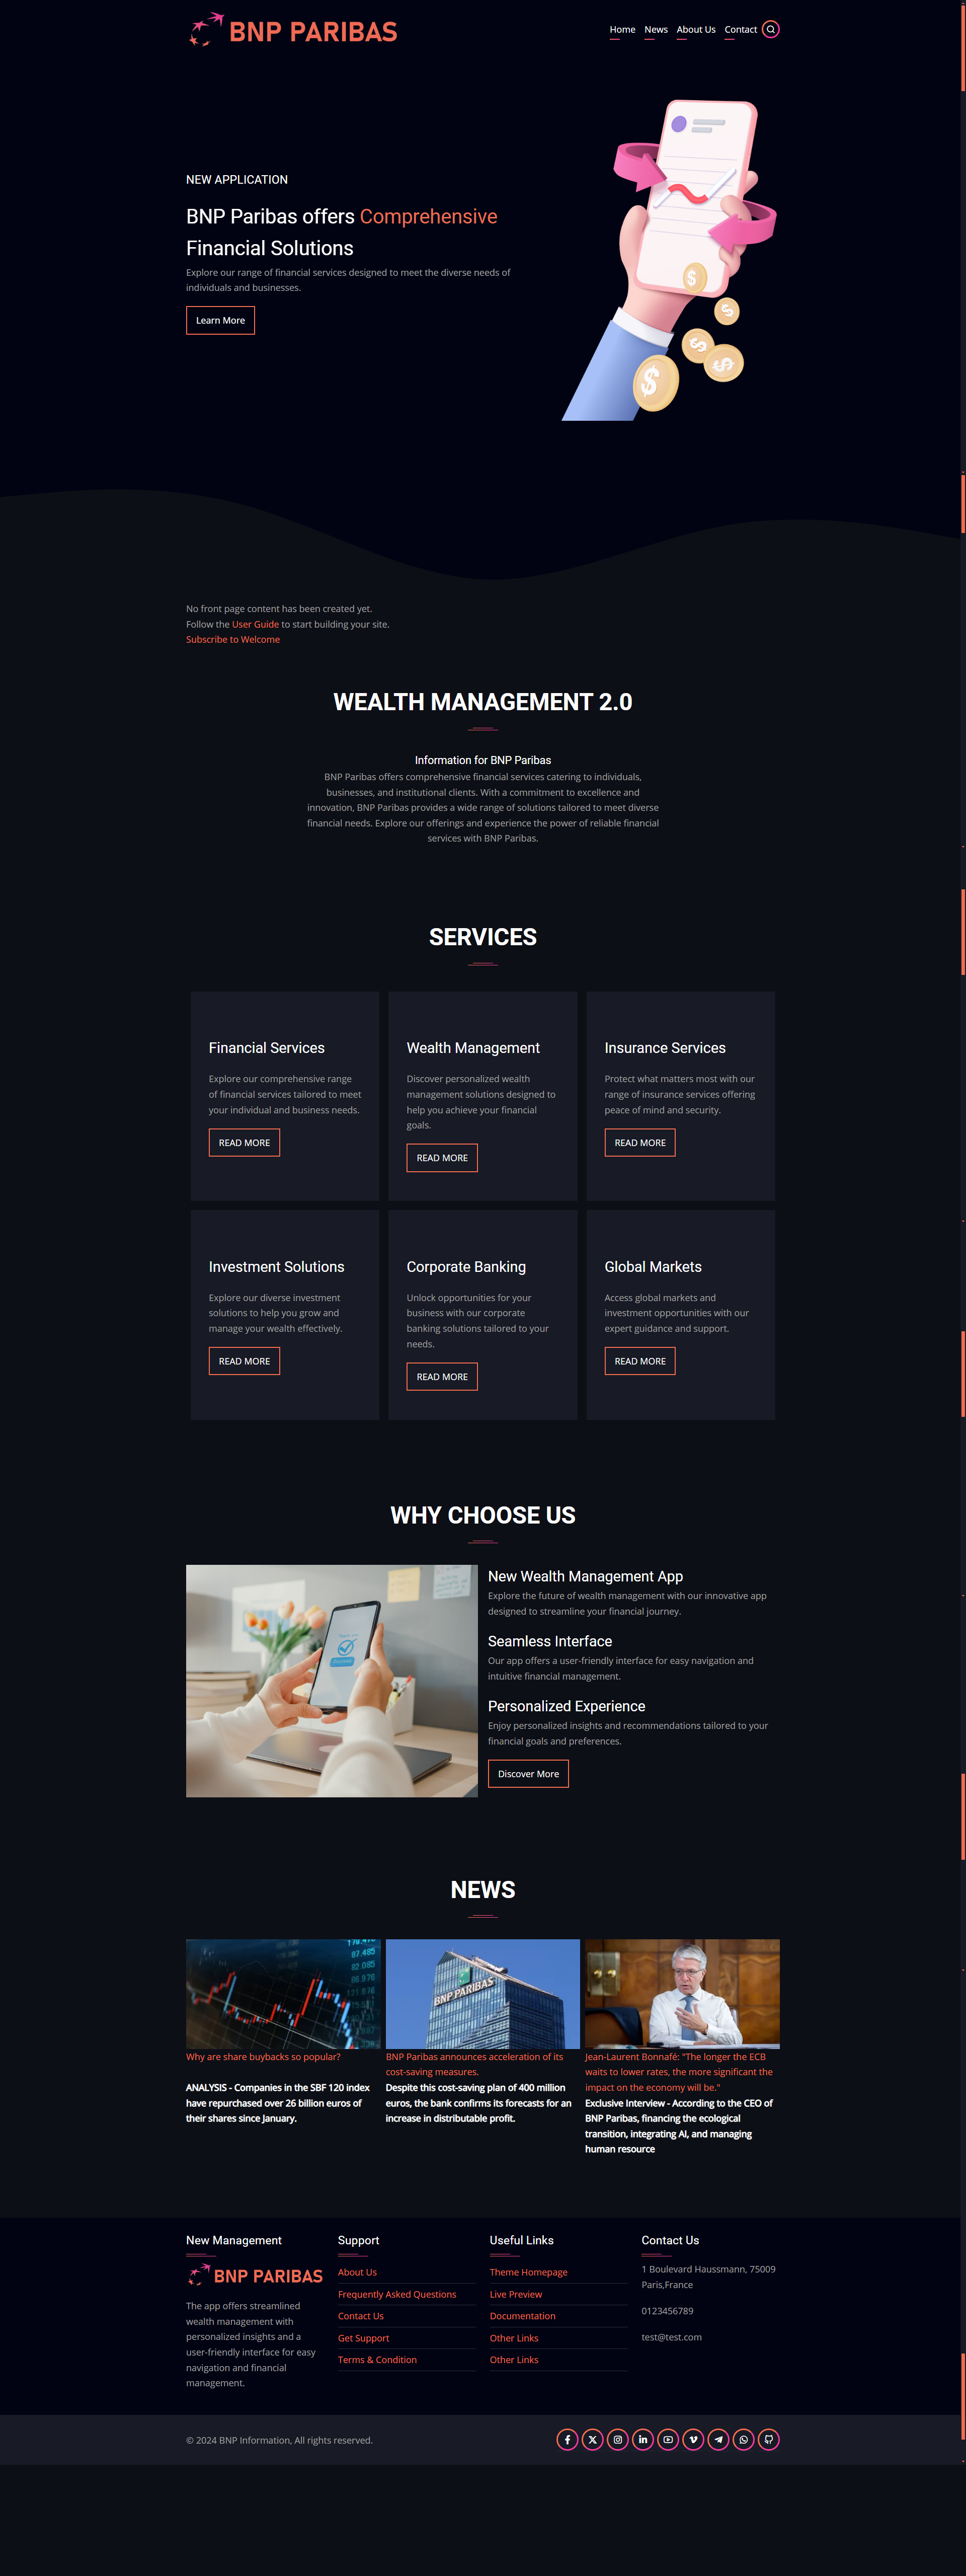 BNP PARIBAS
Home News About Us Contact
NEW APPLICATION
BNP Paribas offers Comprehensive
Financial Solutions
Explore our range of financial services designed to meet the diverse needs of
individuals and businesses.
Learn More
No front page content has been created yet.
Follow the User Guide to start building your site.
Subscribe to Welcome
WEALTH MANAGEMENT 2.0
Information for BNP Paribas
BNP Paribas offers comprehensive financial services catering to individuals,
businesses, and institutional clients. With a commitment to excellence and
innovation, BNP Paribas provides a wide range of solutions tailored to meet diverse
financial needs. Explore our offerings and experience the power of reliable financial
services with BNP Paribas.
SERVICES
Financial Services
Explore our comprehensive range
of financial services tailored to meet
your individual and business needs.
READ MORE
Wealth Management
Discover personalized wealth
management solutions designed to
help you achieve your financial
goals.
READ MORE
Insurance Services
Protect what matters most with our
range of insurance services offering
peace of mind and security.
READ MORE
Investment Solutions
Explore our diverse investment
solutions to help you grow and
manage your wealth effectively.
READ MORE
Corporate Banking
Unlock opportunities for your
business with our corporate
banking solutions tailored to your
needs.
READ MORE
Global Markets
Access global markets and
investment opportunities with our
expert guidance and support.
READ MORE
WHY CHOOSE US
New Wealth Management App
Explore the future of wealth management with our innovative app
designed to streamline your financial journey.
Seamless Interface
Our app offers a user-friendly interface for easy navigation and
intuitive financial management.
Personalized Experience
Enjoy personalized insights and recommendations tailored to your
financial goals and preferences.
Discover More
NEWS
97.485
82.085
BNP PARIBAS
Why are share buybacks so popular?
ANALYSIS - Companies in the SBF 120 index
have repurchased over 26 billion euros of
their shares since January.
BNP Paribas announces acceleration of its
cost-saving measures.
Despite this cost-saving plan of 400 million
euros, the bank confirms its forecasts for an
increase in distributable profit.
Jean-Laurent Bonnafé: "The longer the ECB
waits to lower rates, the more significant the
impact on the economy will be."
Exclusive Interview - According to the CEO of
BNP Paribas, financing the ecological
transition, integrating AI, and managing
human resource
New Management
BNP PARIBAS
The app offers streamlined
wealth management with
personalized insights and a
user-friendly interface for easy
navigation and financial
management.
Support
About Us
Frequently Asked Questions
Contact Us
Get Support
Terms & Condition
Useful Links
Theme Homepage
Live Preview
Documentation
Other Links
Other Links
Contact Us
1 Boulevard Haussmann, 75009
Paris,France
0123456789
test@test.com
© 2024 BNP Information, All rights reserved.